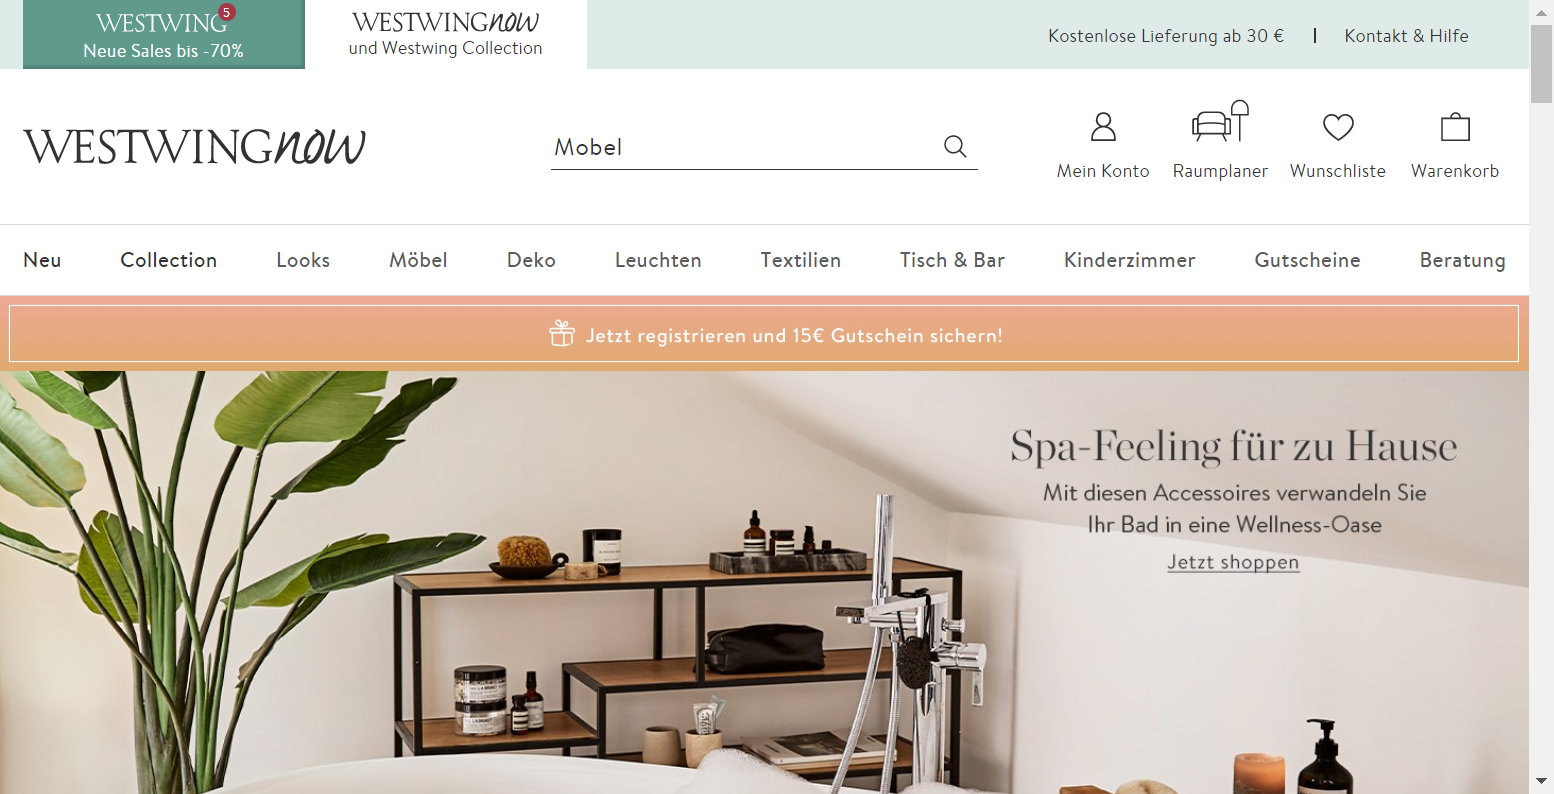 WESTWING 5
Neue Sales bis -70%
WESTWINGnow
und Westwing Collection
Kostenlose Lieferung ab 30 €
Kontakt & Hilfe
WESTWINGnow
Mobel
Mein Konto
Raumplaner
Wunschliste
Warenkorb
Neu
Collection
Looks
Möbel
Deko
Leuchten
Textilien
Tisch & Bar
Kinderzimmer
Gutscheine
Beratung
Jetzt registrieren und 15€ Gutschein sichern!
Spa-Feeling für zu Hause
Mit diesen Accessoires verwandeln Sie
Ihr Bad in eine Wellness-Oase
Jetzt shoppen